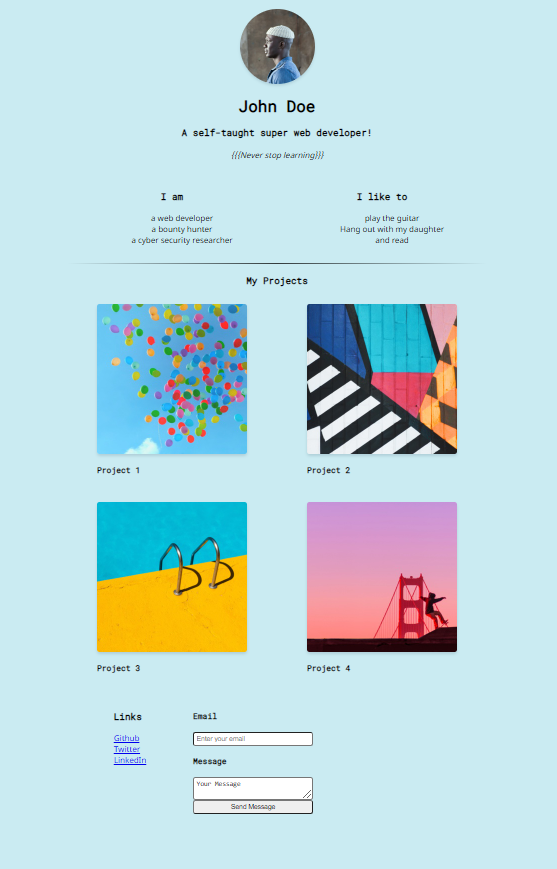 John Doe
A self-taught super web developer!
{{{Never stop learning}}}
I am
a web developer
a bounty hunter
a cyber security researcher
I like to
play the guitar
Hang out with my daughter
and read
My Projects
Project 1
Project 2
Project 3
Project 4
Links
Github
Twitter
LinkedIn
Email
Enter your email
Message
Your Message
Send Message